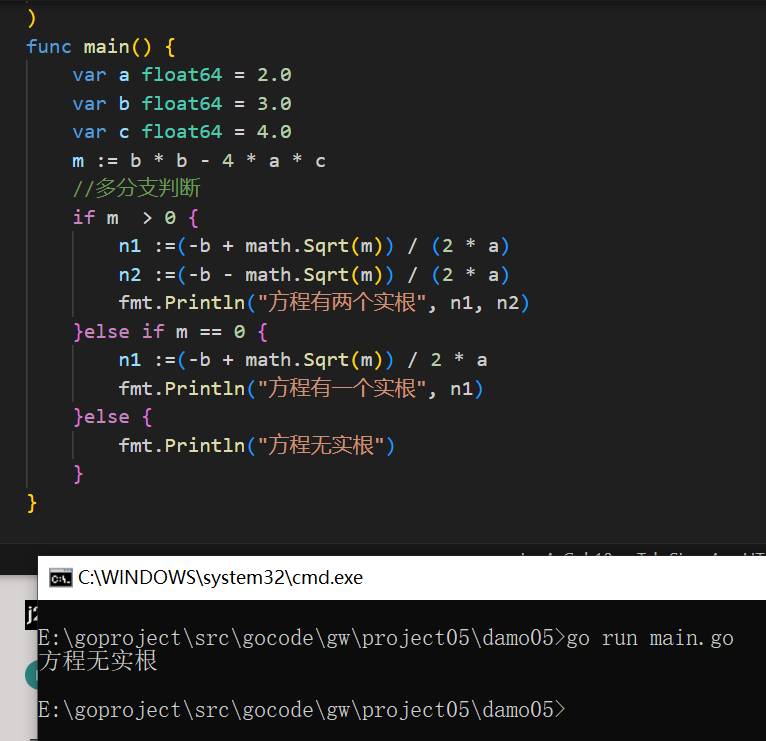 )
func main() {
var a float64 = 2.0
var b float64 = 3.0
var c float64 = 4.0
m := b * b - 4 * a * c
//多分支判断
if m  > 0 {
n1 :=(-b + math.Sqrt(m)) / (2 * a)
n2 :=(-b - math.Sqrt(m)) / (2 * a)
fmt.Println("方程有两个实根", n1, n2)
}else if m == 0 {
n1 :=(-b + math.Sqrt(m)) / 2 * a
fmt.Println("方程有一个实根", n1)
}else {
fmt.Println("方程无实根")
}
}
C:\WINDOWS\system32\cmd.exe
E:\goproject\src\gocode\gw\project05\damo05>go run main.go
方程无实根
E:\goproject\src\gocode\gw\project05\damo05>